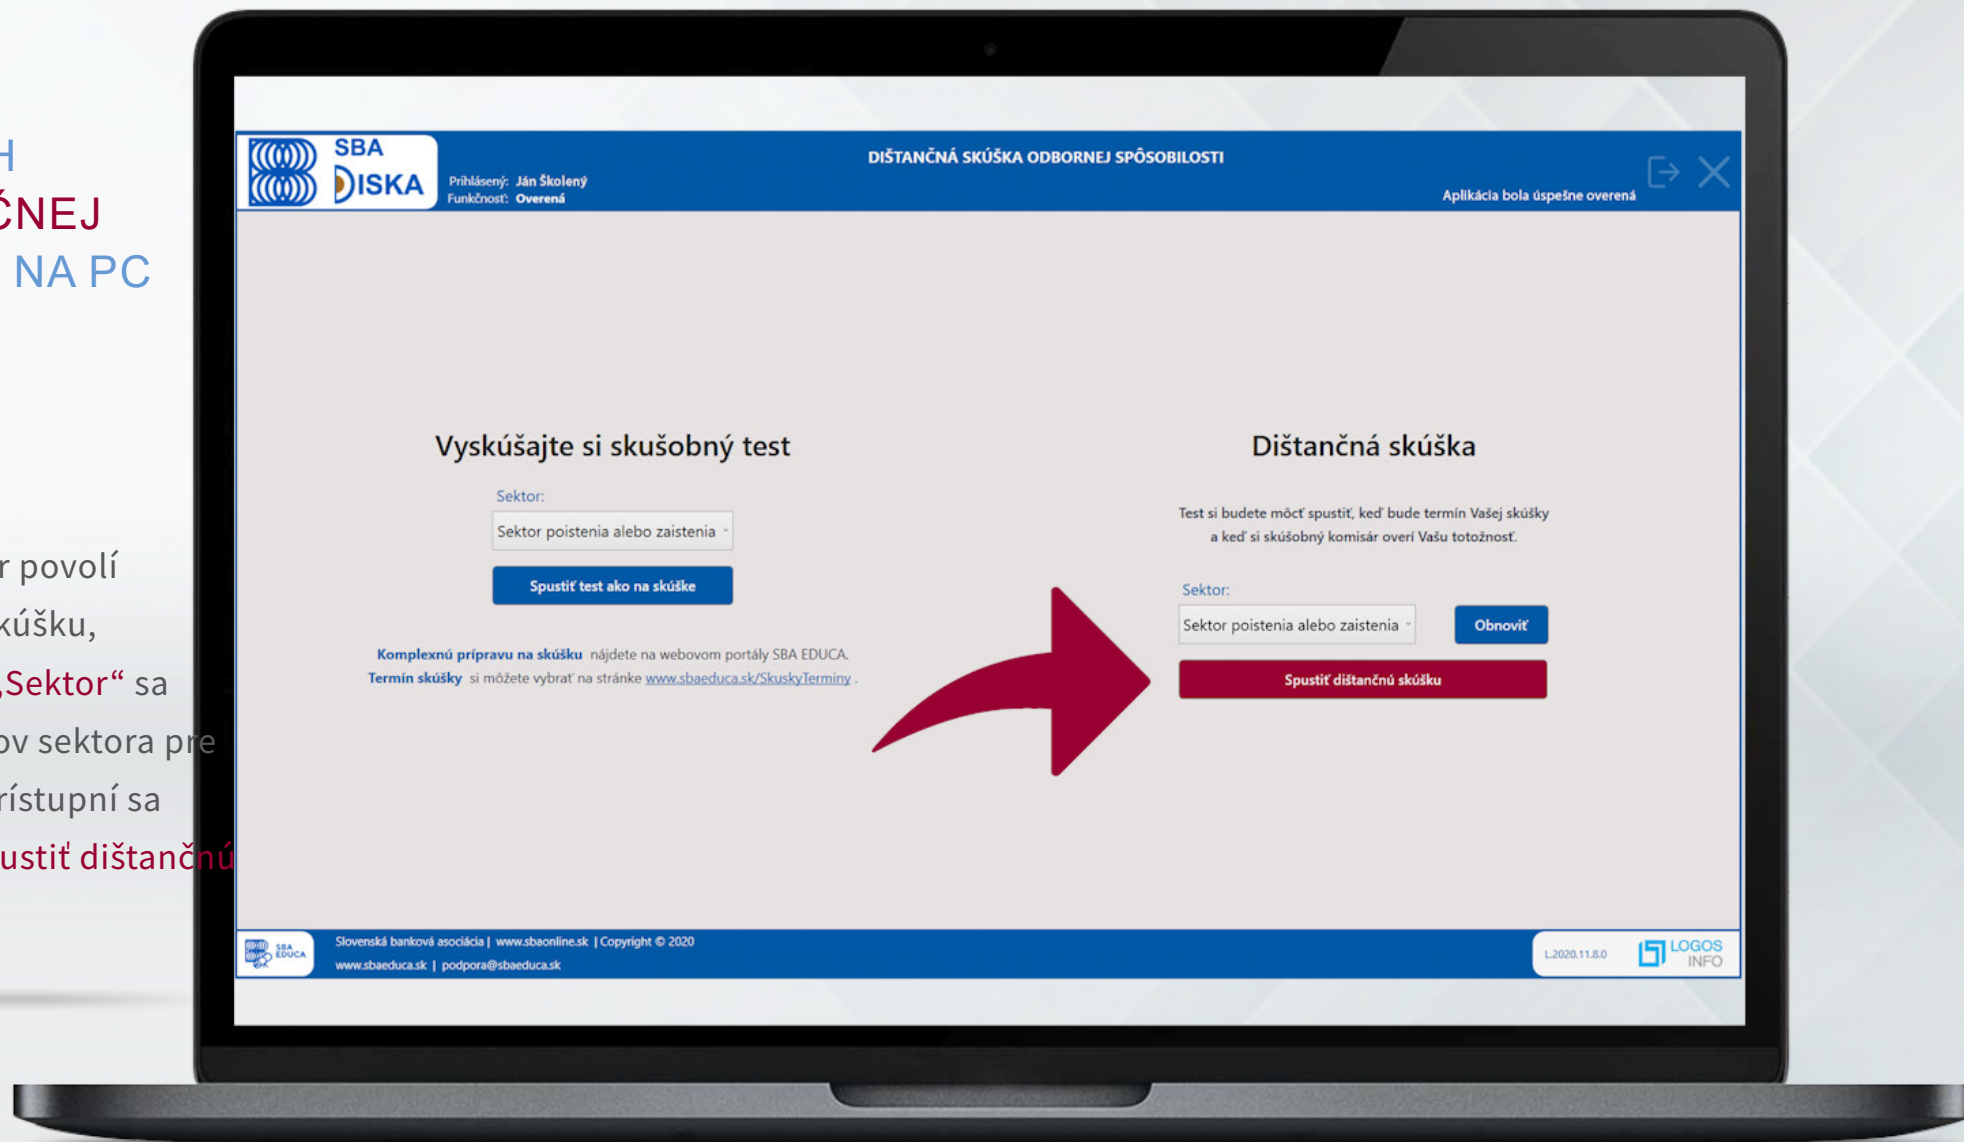 H
ČNEJ
NA PC
r povolí
kúšku,
„Sektor“ sa
ov sektora pre
rístupní sa
ustiť dištančnú
SBA
DISKA
Prihlásený: Ján Školený
Funkčnosť: Overená
DIŠTANČNÁ SKÚŠKA ODBORNEJ SPÔSOBILOSTI
Aplikácia bola úspešne overená
Vyskúšajte si skušobný test
Sektor:
Sektor poistenia alebo zaistenia
Spustiť test ako na skúške
Komplexnú prípravu na skúšku nájdete na webovom portály SBA EDUCA.
Termín skúšky si môžete vybrať na stránke www.sbaeduca.sk/SkuskyTerminy .
Dištančná skúška
Test si budete môcť spustiť, keď bude termín Vašej skúšky
a keď si skúšobný komisár overí Vašu totožnosť.
Sektor:
Sektor poistenia alebo zaistenia
Obnoviť
Spustiť dištančnú skúšku
SBA
EDUCA
Slovenská banková asociácia | www.sbaonline.sk | Copyright © 2020
www.sbaeduca.sk | podpora@sbaeduca.sk
L.2020.11.8.0
LOGOS
INFO